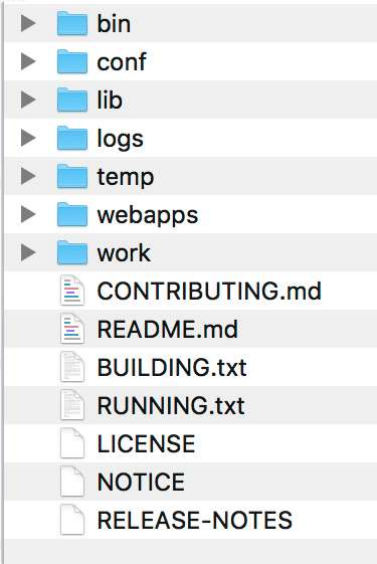 bin
conf
lib
logs
temp
webapps
work
CONTRIBUTING.md
README.md
BUILDING.txt
RUNNING.txt
LICENSE
NOTICE
RELEASE-NOTES